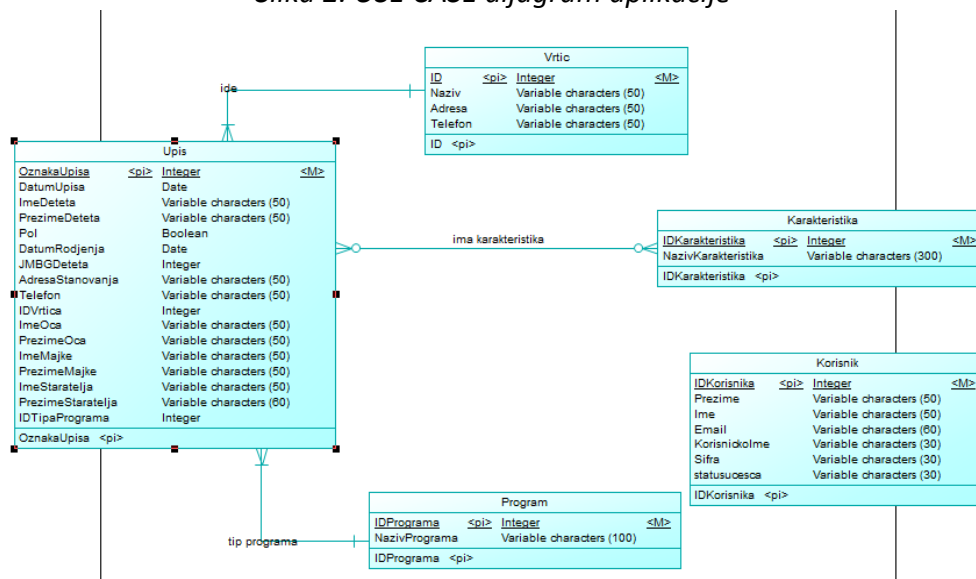 Vrtic
ID <pi> Integer <M>
Naziv Variable characters (50)
Adresa Variable characters (50)
Telefon Variable characters (50)
ID <pi>
ide
Upis
OznakaUpisa <pi> Integer <M>
DatumUpisa Date
ImeDeteta Variable characters (50)
PrezimeDeteta Variable characters (50)
Pol Boolean
DatumRodjenja Date
JMBGDeteta Integer
AdresaStanovanja Variable characters (50)
Telefon Variable characters (50)
IDVrtica Integer
ImeOca Variable characters (50)
PrezimeOca Variable characters (50)
ImeMajke Variable characters (50)
PrezimeMajke Variable characters (50)
ImeStaratelja Variable characters (50)
PrezimeStaratelja Variable characters (60)
IDTipaPrograma Integer
OznakaUpisa <pi>
ima karakteristika
Karakteristika
IDKarakteristika <pi> Integer <M>
NazivKarakteristika Variable characters (300)
IDKarakteristika <pi>
Korisnik
IDKorisnika <pi> Integer <M>
Prezime Variable characters (50)
Ime Variable characters (50)
Email Variable characters (60)
KorisnickoIme Variable characters (30)
Sifra Variable characters (30)
statusucesca Variable characters (30)
IDKorisnika <pi>
tip programa
Program
IDPrograma <pi> Integer <M>
NazivPrograma Variable characters (100)
IDPrograma <pi>